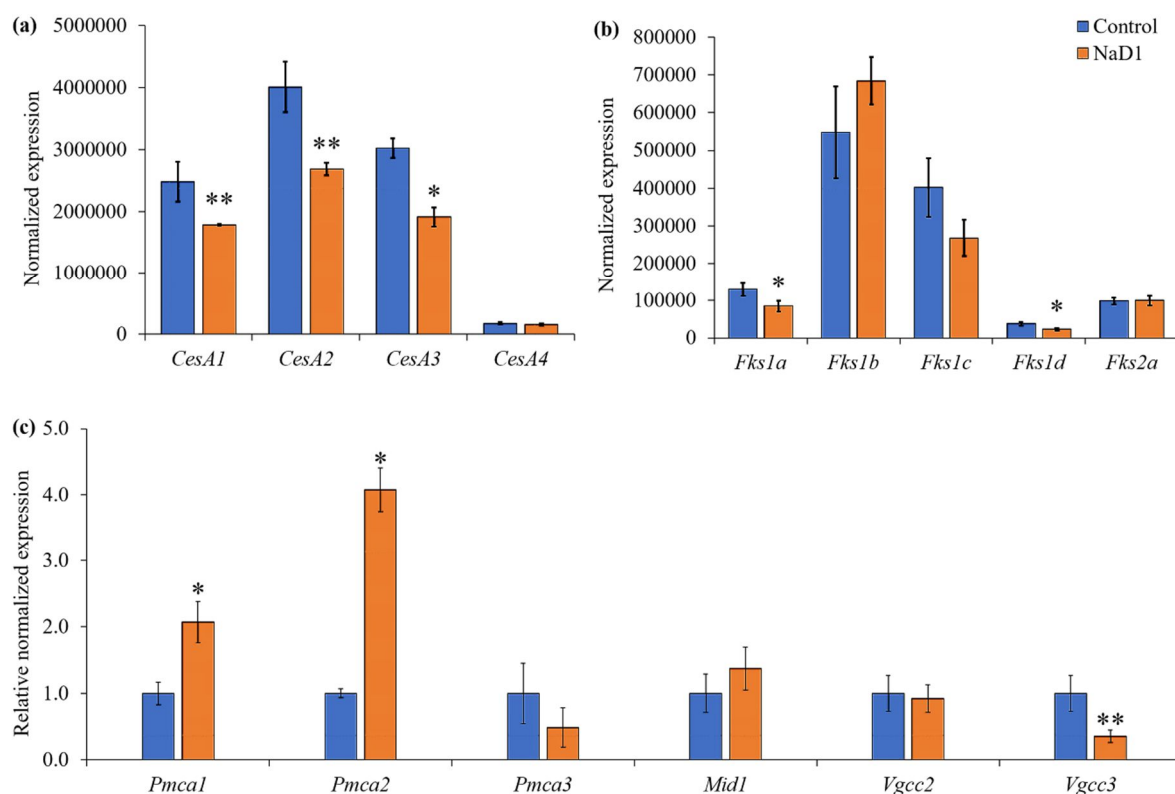 (a)
Normalized expression
5000000
4000000
3000000
2000000
1000000
0
**
**
*
CesA1 CesA2 CesA3 CesA4
(b)
Control
NaD1
Normalized expression
800000
700000
600000
500000
400000
300000
200000
100000
0
*
*
Fks1a Fks1b Fks1c Fks1d Fks2a
(c)
Relative normalized expression
5.0
4.0
3.0
2.0
1.0
0.0
*
*
**
Pmca1 Pmca2 Pmca3 Mid1 Vgcc2 Vgcc3